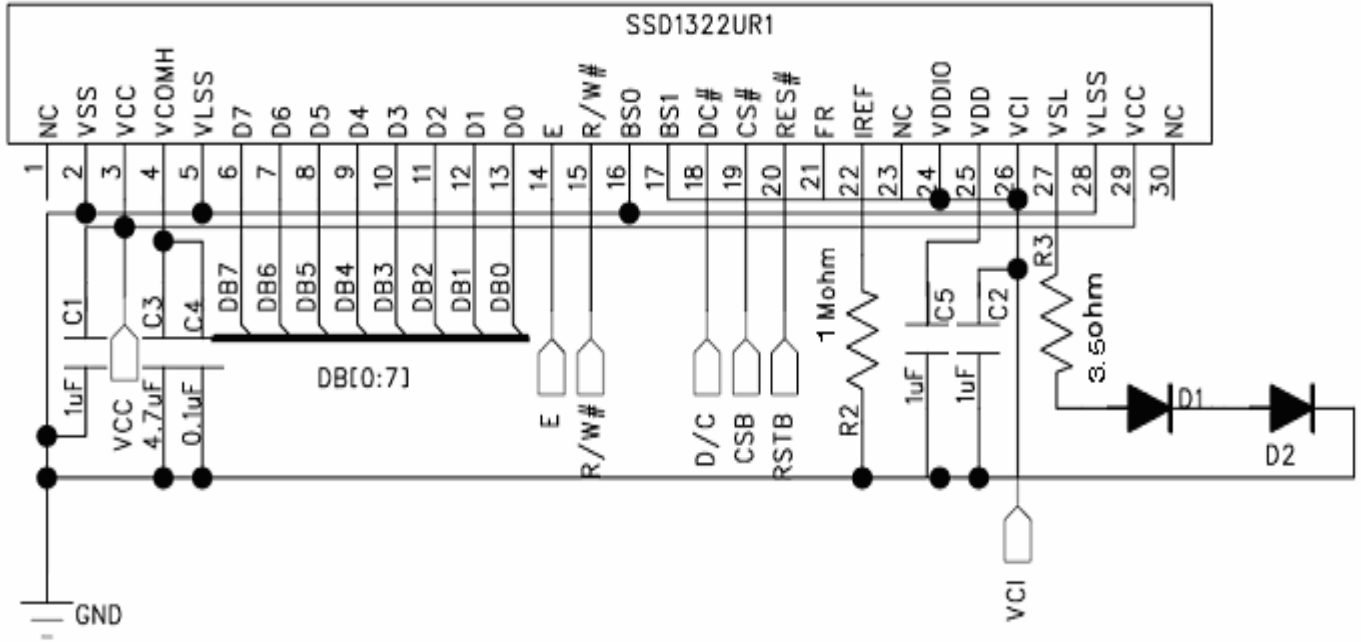 SSD1322UR1
NC
VSS
VCC
VCOMH
VLSS
D7
D6
D5
D4
D3
D2
D1
D0
E
R/W#
BS0
BS1
DC#
CS#
RES#
FR
IREF
NC
VDDIO
VDD
VCI
VSL
VLSS
VCC
NC
1
2
3
4
5
6
7
8
9
10
11
12
13
14
15
16
17
18
19
20
21
22
23
24
25
26
27
28
29
30
C1
1uF
VCC
C3
4.7uF
C4
0.1uF
DB7
DB6
DB5
DB4
DB3
DB2
DB1
DB0
DB[0:7]
E
R/W#
D/C
CSB
RSTB
1 Mohm
R2
C5
1uF
C2
1uF
R3
3.5ohm
D1
D2
VCI
GND